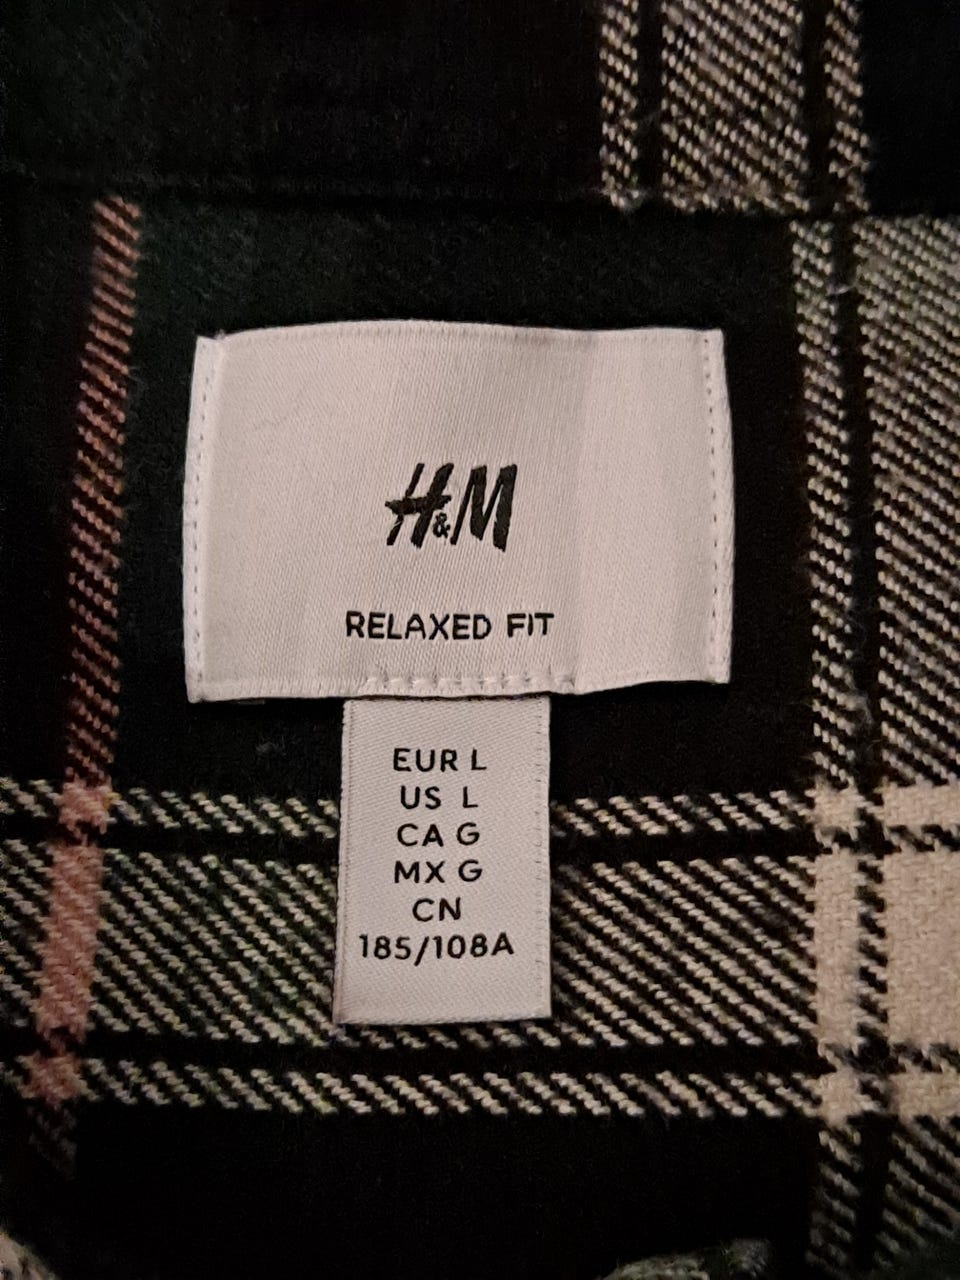 H&M
RELAXED FIT
EUR L
US L
CA G
MX G
CN
185/108A